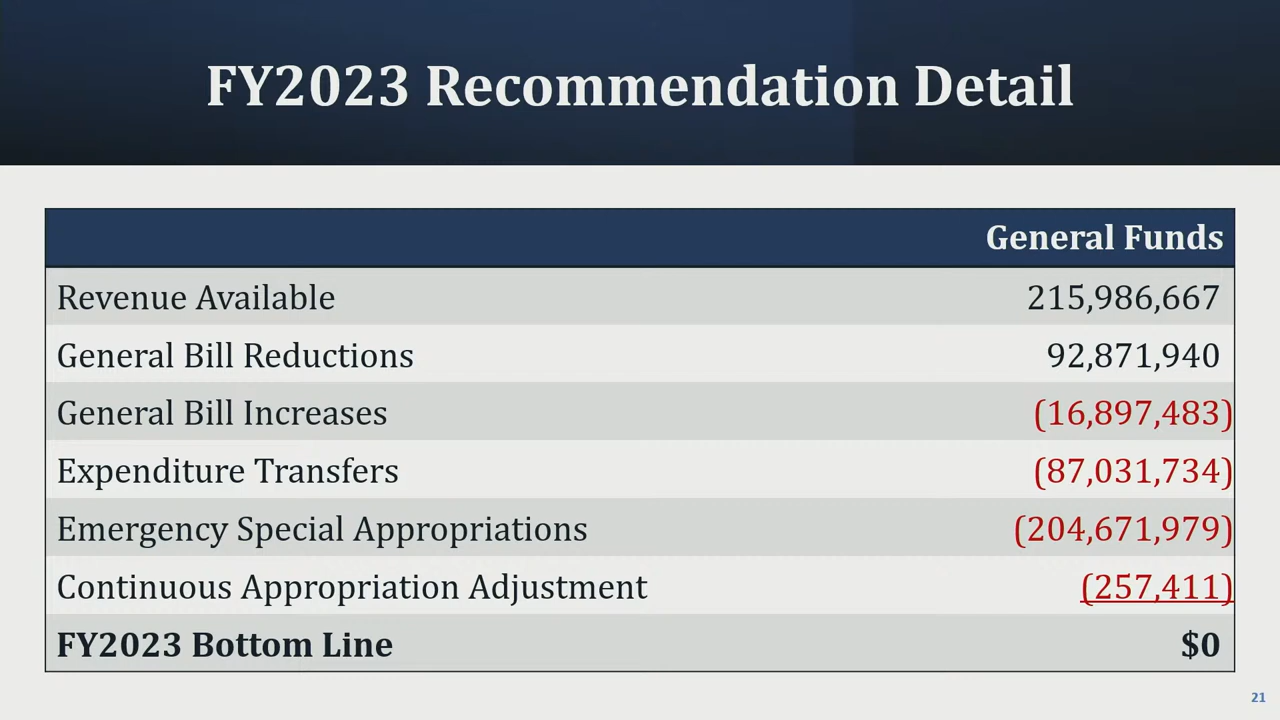 FY2023 Recommendation Detail
General Funds
Revenue Available 215,986,667
General Bill Reductions 92,871,940
General Bill Increases (16,897,483)
Expenditure Transfers (87,031,734)
Emergency Special Appropriations (204,671,979)
Continuous Appropriation Adjustment (257,411)
FY2023 Bottom Line $0
21